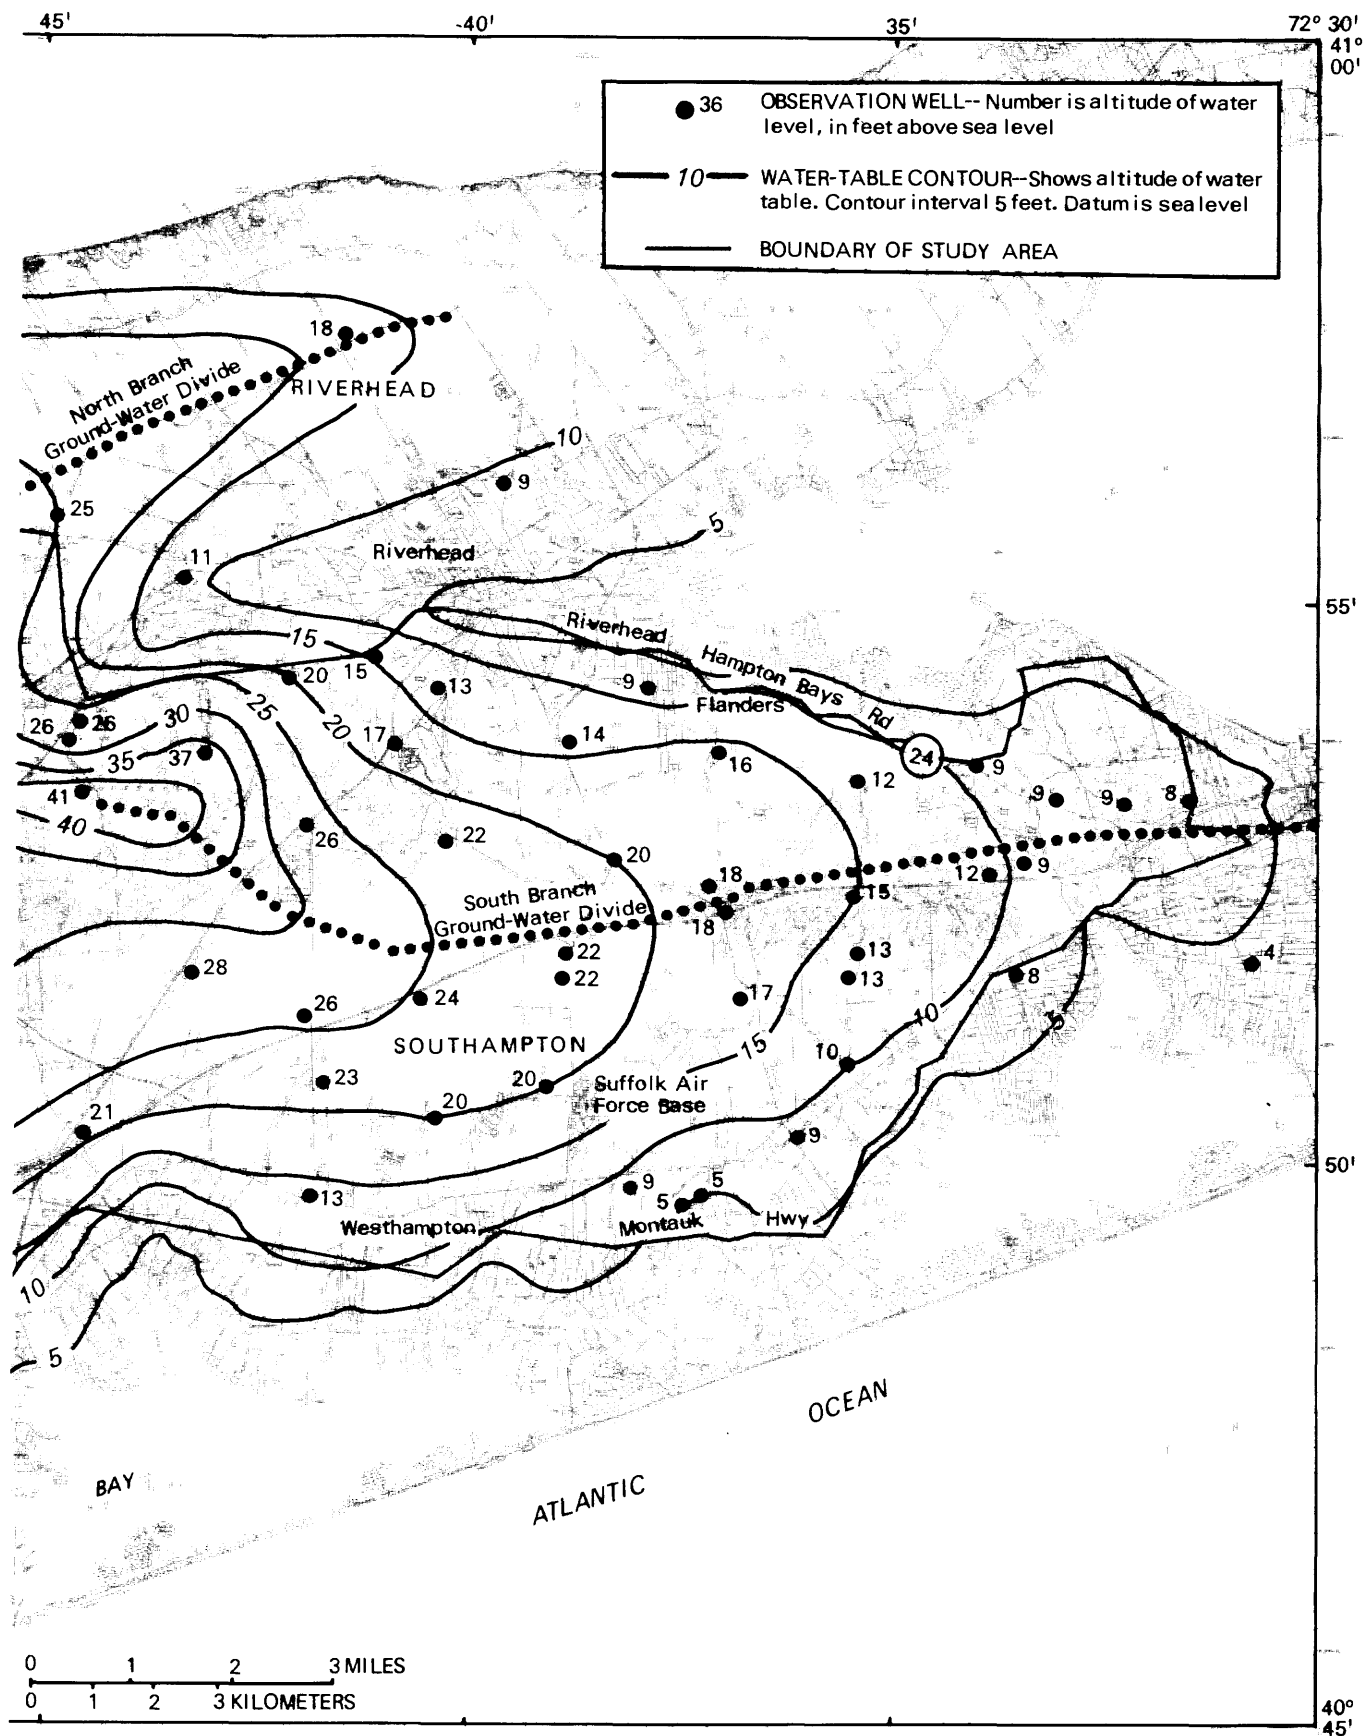 45'
-40'
35'
72° 30'
41°
00'
36
OBSERVATION WELL-- Number is altitude of water
level, in feet above sea level
10
WATER-TABLE CONTOUR--Shows altitude of water
table. Contour interval 5 feet. Datum is sea level
BOUNDARY OF STUDY AREA
18
North Branch
Ground-Water Divide
RIVERHEAD
10
9
25
5
11
Riverhead
55'
15
Riverhead
Hampton Bays
Rd
15
20
13
9
Flanders
26
26
30
25
20
17
14
16
24
9
35
37
12
41
9
9
8
40
26
22
20
18
12
9
South Branch
Ground-Water Divide
15
18
22
13
4
28
22
13
8
26
24
17
10
5
SOUTHAMPTON
15
10
23
20
Suffolk Air
Force Base
21
20
9
50'
13
9
5
5
Westhampton
Montauk
Hwy
10
5
OCEAN
BAY
ATLANTIC
0 1 2 3 MILES
0 1 2 3 KILOMETERS
40°
45'